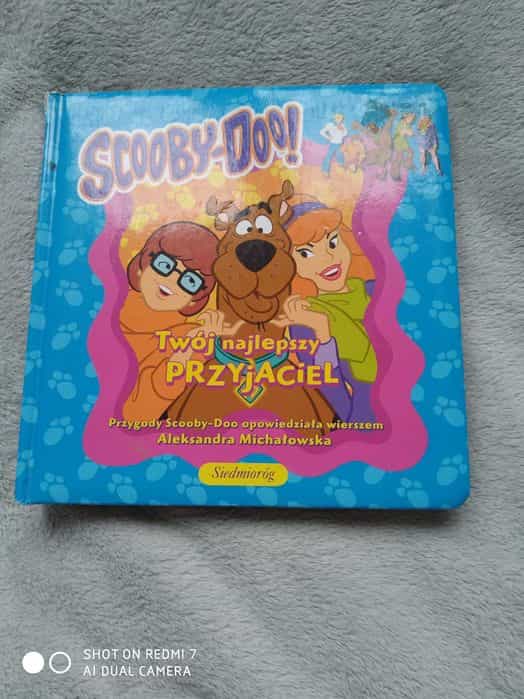 SCOOBY-DOO!
Twój najlepszy
PRZYjACiEL
Przygody Scooby-Doo opowiedziała wierszem
Aleksandra Michałowska
Siedmioróg
SHOT ON REDMI 7
AI DUAL CAMERA